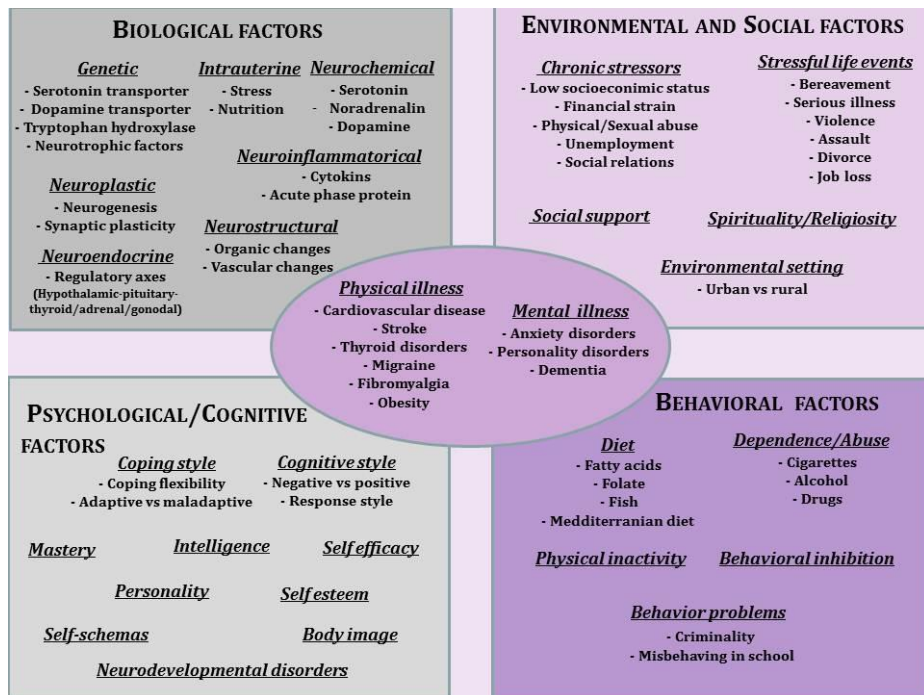 BIOLOGICAL FACTORS
Genetic
- Serotonin transporter
- Dopamine transporter
- Tryptophan hydroxylase
- Neurotrophic factors
Intrauterine
- Stress
- Nutrition
Neurochemical
- Serotonin
- Noradrenalin
- Dopamine
Neuroinflammatorical
- Cytokins
- Acute phase protein
Neuroplastic
- Neurogenesis
- Synaptic plasticity
Neurostructural
- Organic changes
- Vascular changes
Neuroendocrine
- Regulatory axes
(Hypothalamic-pituitary-
thyroid/adrenal/gonodal)
ENVIRONMENTAL AND SOCIAL FACTORS
Chronic stressors
- Low socioeconimic status
- Financial strain
- Physical/Sexual abuse
- Unemployment
- Social relations
Stressful life events
- Bereavement
- Serious illness
- Violence
- Assault
- Divorce
- Job loss
Social support
Spirituality/Religiosity
Environmental setting
- Urban vs rural
Physical illness
- Cardiovascular disease
- Stroke
- Thyroid disorders
- Migraine
- Fibromyalgia
- Obesity
Mental illness
- Anxiety disorders
- Personality disorders
- Dementia
PSYCHOLOGICAL/COGNITIVE
FACTORS
Coping style
- Coping flexibility
- Adaptive vs maladaptive
Cognitive style
- Negative vs positive
- Response style
Mastery
Intelligence
Self efficacy
Personality
Self esteem
Self-schemas
Body image
Neurodevelopmental disorders
BEHAVIORAL FACTORS
Diet
- Fatty acids
- Folate
- Fish
- Medditerranian diet
Dependence/Abuse
- Cigarettes
- Alcohol
- Drugs
Physical inactivity
Behavioral inhibition
Behavior problems
- Criminality
- Misbehaving in school